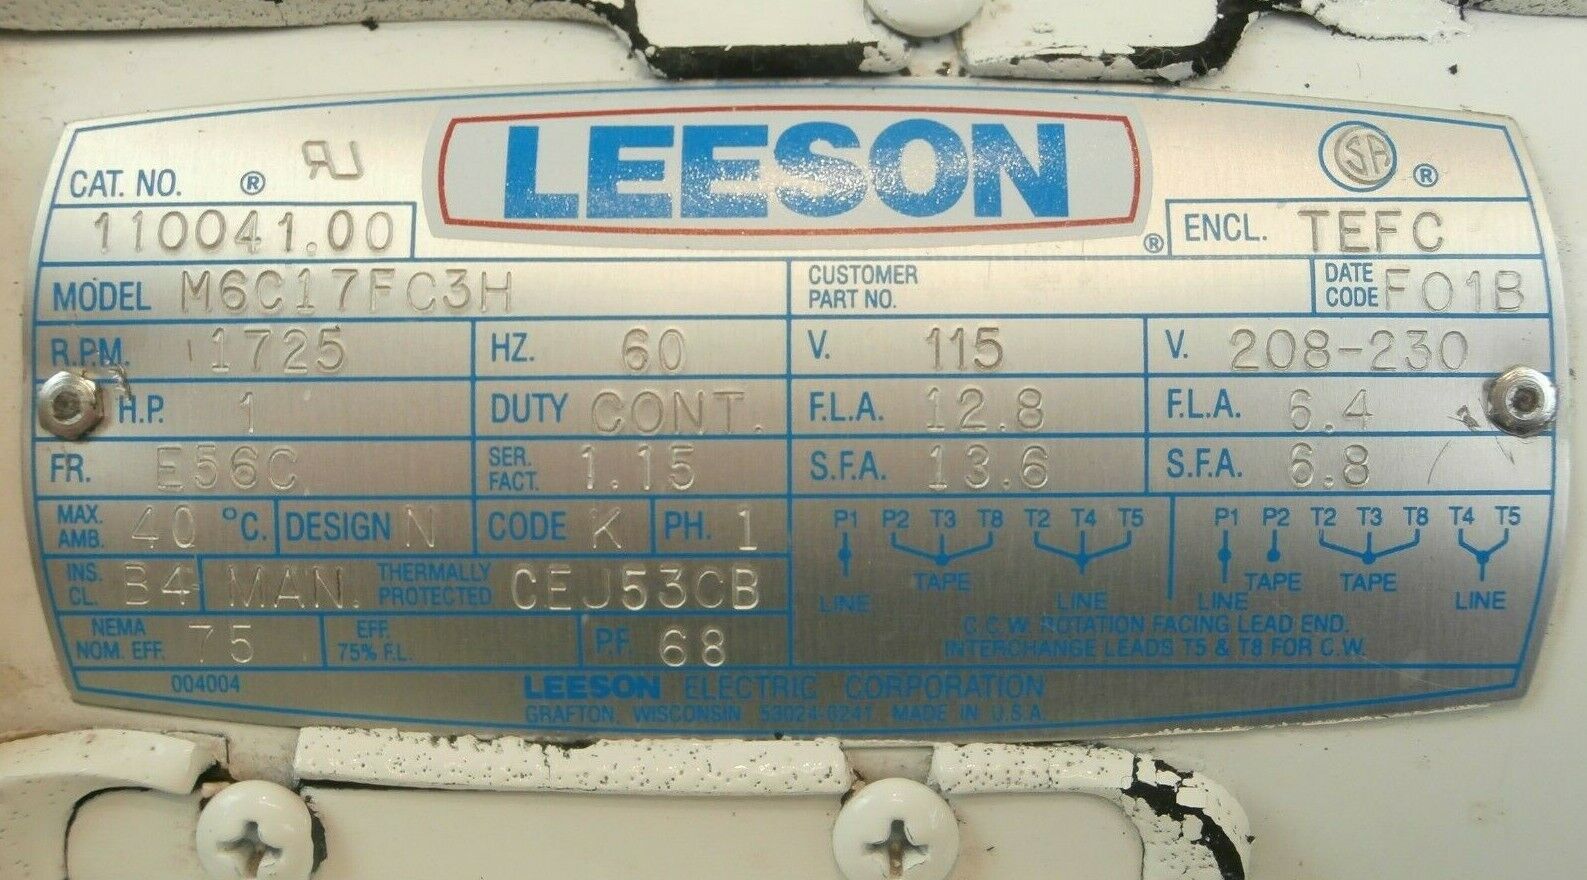 LEESON ®
CAT. NO. ® RU
110041.00
CSA ®
ENCL. TEFC
MODEL M6C17FC3H
CUSTOMER PART NO.
DATE CODE F01B
R.P.M. 1725 HZ. 60 V. 115 V. 208-230
H.P. 1 DUTY CONT. F.L.A. 12.8 F.L.A. 6.4
FR. E56C SER. FACT. 1.15 S.F.A. 13.6 S.F.A. 6.8
MAX. AMB. 40 °C. DESIGN N CODE K PH. 1
P1 P2 T3 T8 T2 T4 T5 P1 P2 T2 T3 T8 T4 T5
TAPE TAPE TAPE
LINE LINE LINE LINE
INS. CL. B4 MAN. THERMALLY PROTECTED CEJ53CB
C.C.W. ROTATION FACING LEAD END.
INTERCHANGE LEADS T5 & T8 FOR C.W.
NEMA NOM. EFF. 75 EFF. 75% F.L. P.F. 68
004004
LEESON ELECTRIC CORPORATION
GRAFTON, WISCONSIN 53024-6241 MADE IN U.S.A.